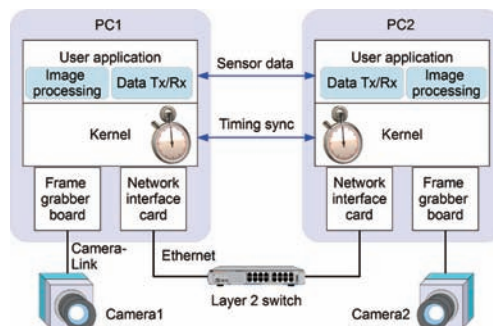 PC1
User application
Image
processing
Data Tx/Rx
Kernel
Frame
grabber
board
Network
interface
card
Camera-
Link
Ethernet
Camera1
Sensor data
Timing sync
Layer 2 switch
PC2
User application
Data Tx/Rx
Image
processing
Kernel
Network
interface
card
Frame
grabber
board
Camera2